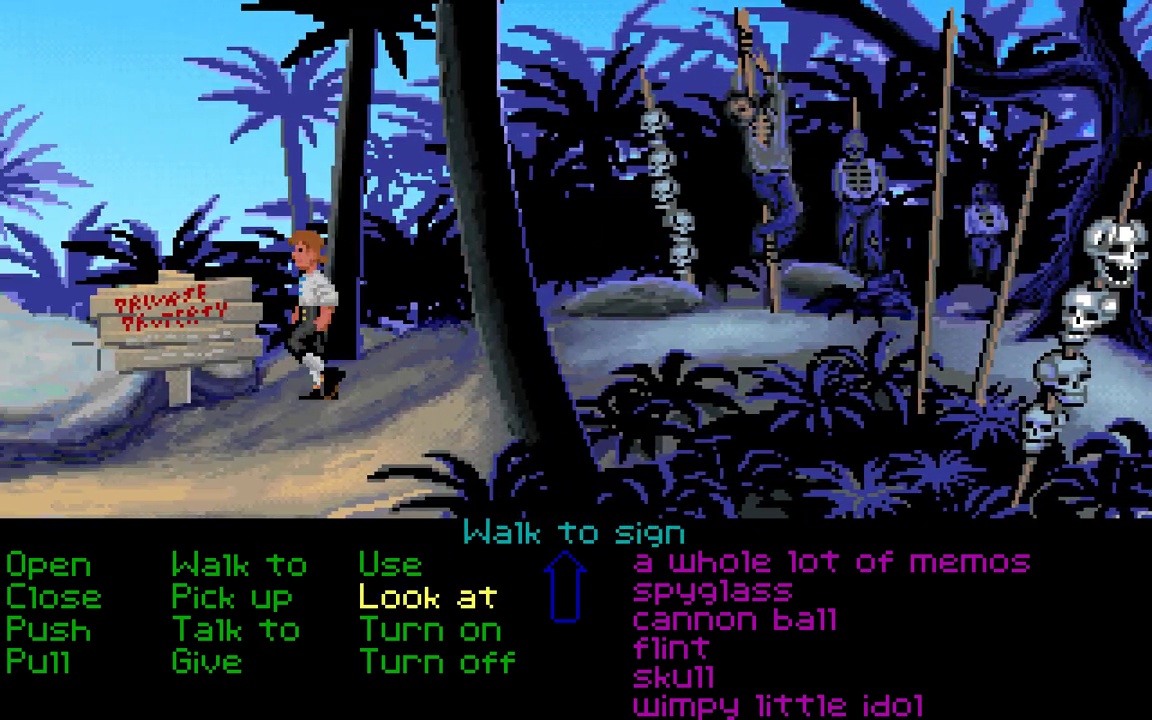 PRIVATE
PROPERTY
Walk to sign
Open Walk to Use
Close Pick up Look at
Push Talk to Turn on
Pull Give Turn off
a whole lot of memos
spyglass
cannon ball
flint
skull
wimpy little idol